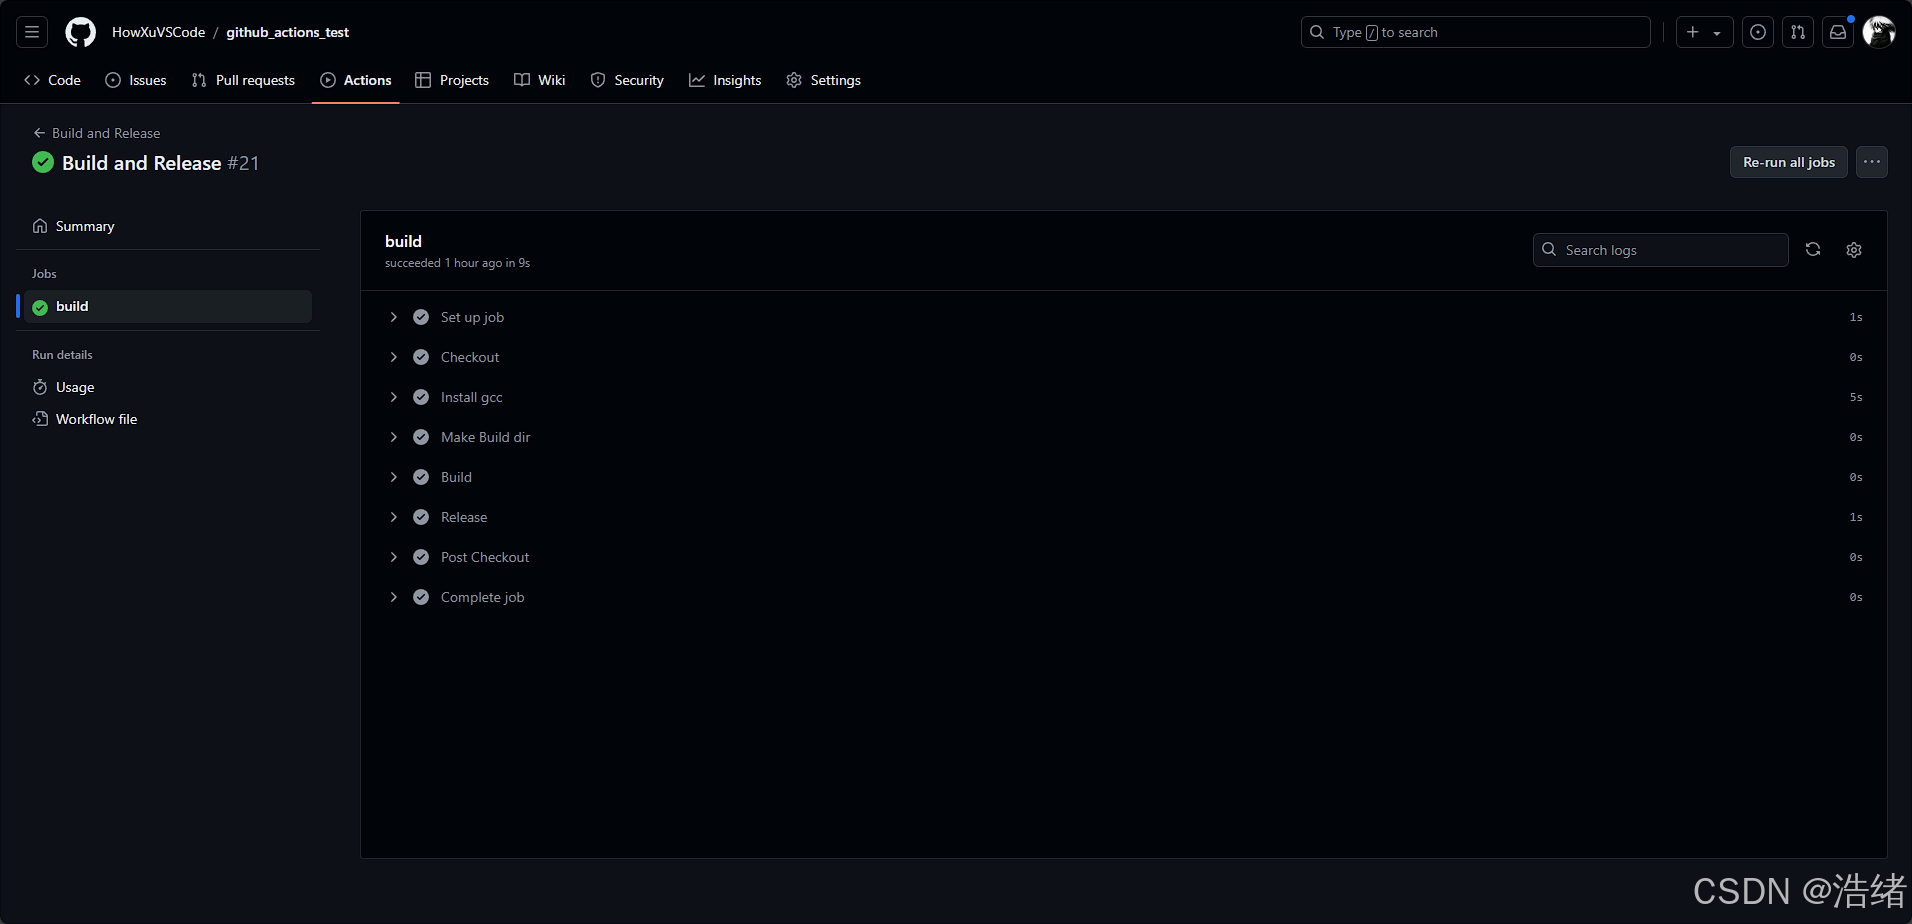 HowXuVSCode / github_actions_test
Type / to search
Code Issues Pull requests Actions Projects Wiki Security Insights Settings
Build and Release
Build and Release #21
Re-run all jobs
Summary
Jobs
build
Run details
Usage
Workflow file
build
succeeded 1 hour ago in 9s
Search logs
Set up job 1s
Checkout 0s
Install gcc 5s
Make Build dir 0s
Build 0s
Release 1s
Post Checkout 0s
Complete job 0s
CSDN @浩绪